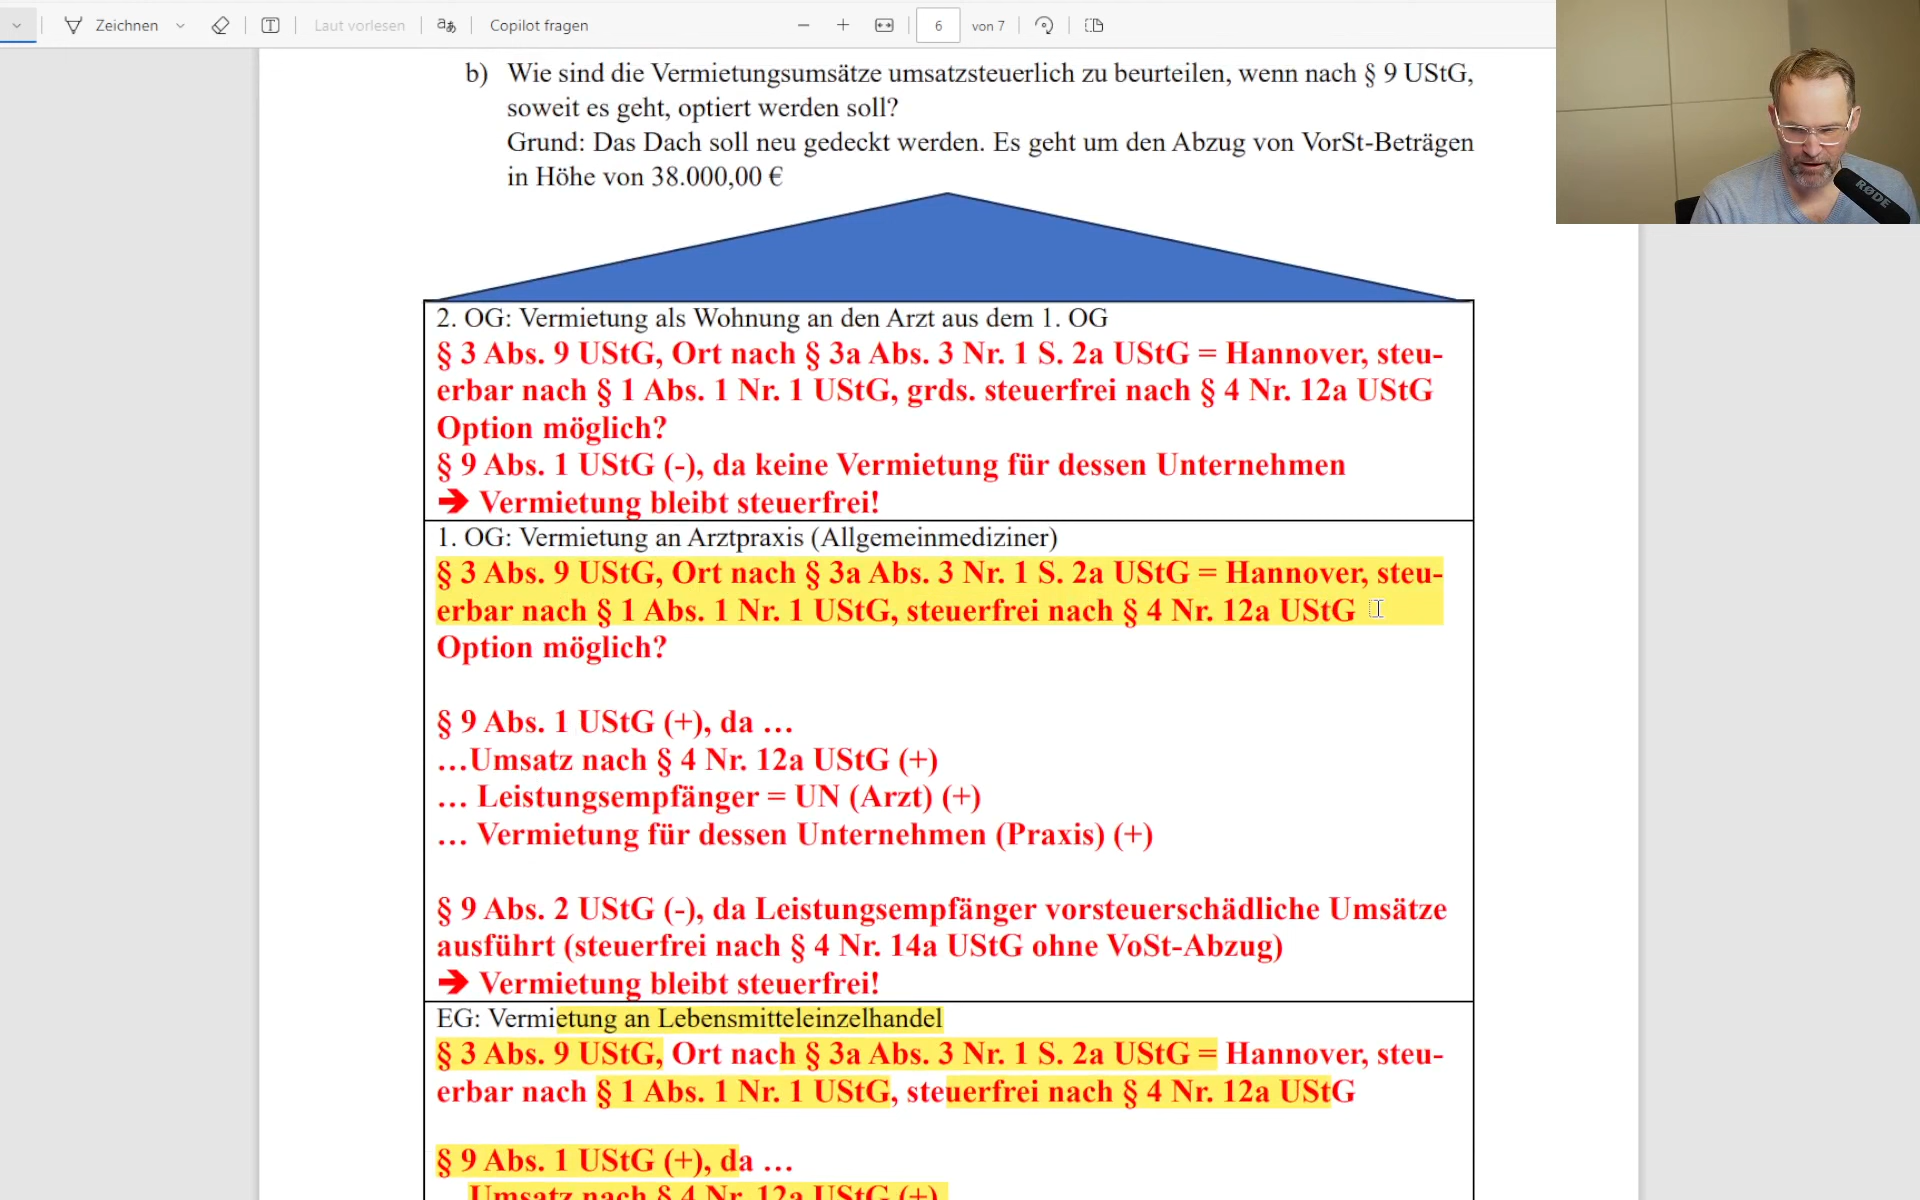 Zeichnen
Laut vorlesen
aあ
Copilot fragen
6
von 7
b) Wie sind die Vermietungsumsätze umsatzsteuerlich zu beurteilen, wenn nach § 9 UStG,
soweit es geht, optiert werden soll?
Grund: Das Dach soll neu gedeckt werden. Es geht um den Abzug von VorSt-Beträgen
in Höhe von 38.000,00 €
RØDE
2. OG: Vermietung als Wohnung an den Arzt aus dem 1. OG
§ 3 Abs. 9 UStG, Ort nach § 3a Abs. 3 Nr. 1 S. 2a UStG = Hannover, steu-
erbar nach § 1 Abs. 1 Nr. 1 UStG, grds. steuerfrei nach § 4 Nr. 12a UStG
Option möglich?
§ 9 Abs. 1 UStG (-), da keine Vermietung für dessen Unternehmen
➔ Vermietung bleibt steuerfrei!
1. OG: Vermietung an Arztpraxis (Allgemeinmediziner)
§ 3 Abs. 9 UStG, Ort nach § 3a Abs. 3 Nr. 1 S. 2a UStG = Hannover, steu-
erbar nach § 1 Abs. 1 Nr. 1 UStG, steuerfrei nach § 4 Nr. 12a UStG
Option möglich?
§ 9 Abs. 1 UStG (+), da …
…Umsatz nach § 4 Nr. 12a UStG (+)
… Leistungsempfänger = UN (Arzt) (+)
… Vermietung für dessen Unternehmen (Praxis) (+)
§ 9 Abs. 2 UStG (-), da Leistungsempfänger vorsteuerschädliche Umsätze
ausführt (steuerfrei nach § 4 Nr. 14a UStG ohne VoSt-Abzug)
➔ Vermietung bleibt steuerfrei!
EG: Vermietung an Lebensmitteleinzelhandel
§ 3 Abs. 9 UStG, Ort nach § 3a Abs. 3 Nr. 1 S. 2a UStG = Hannover, steu-
erbar nach § 1 Abs. 1 Nr. 1 UStG, steuerfrei nach § 4 Nr. 12a UStG
§ 9 Abs. 1 UStG (+), da …
Umsatz nach § 4 Nr. 12a UStG (+)